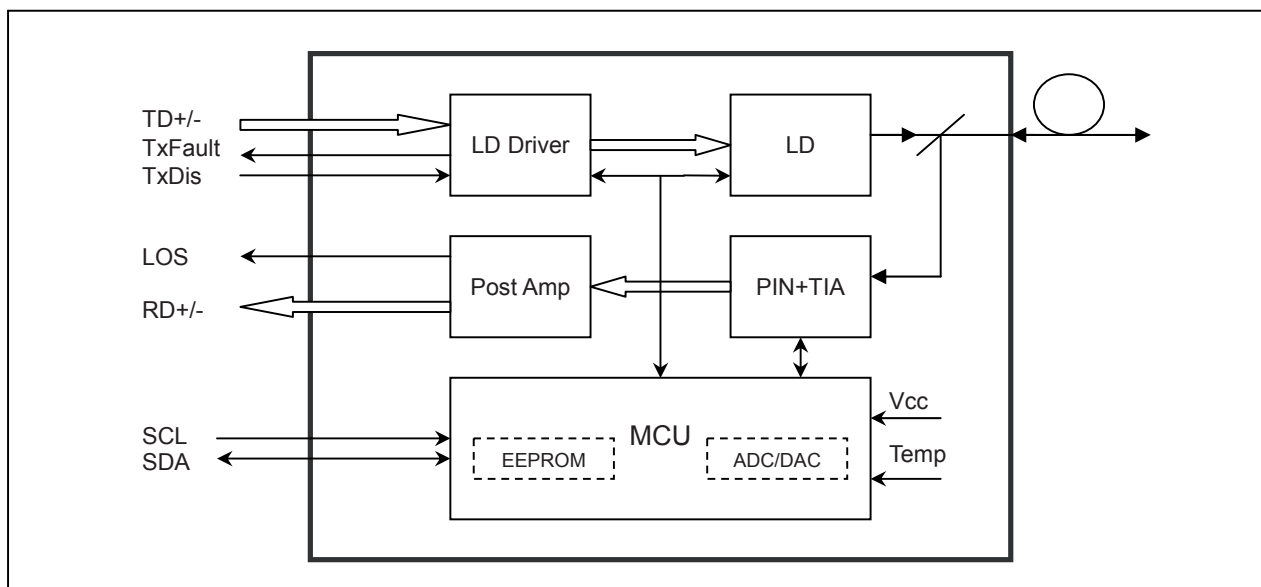 TD+/-
TxFault
TxDis
LD Driver
LD
LOS
RD+/-
Post Amp
PIN+TIA
SCL
SDA
MCU
EEPROM
ADC/DAC
Vcc
Temp